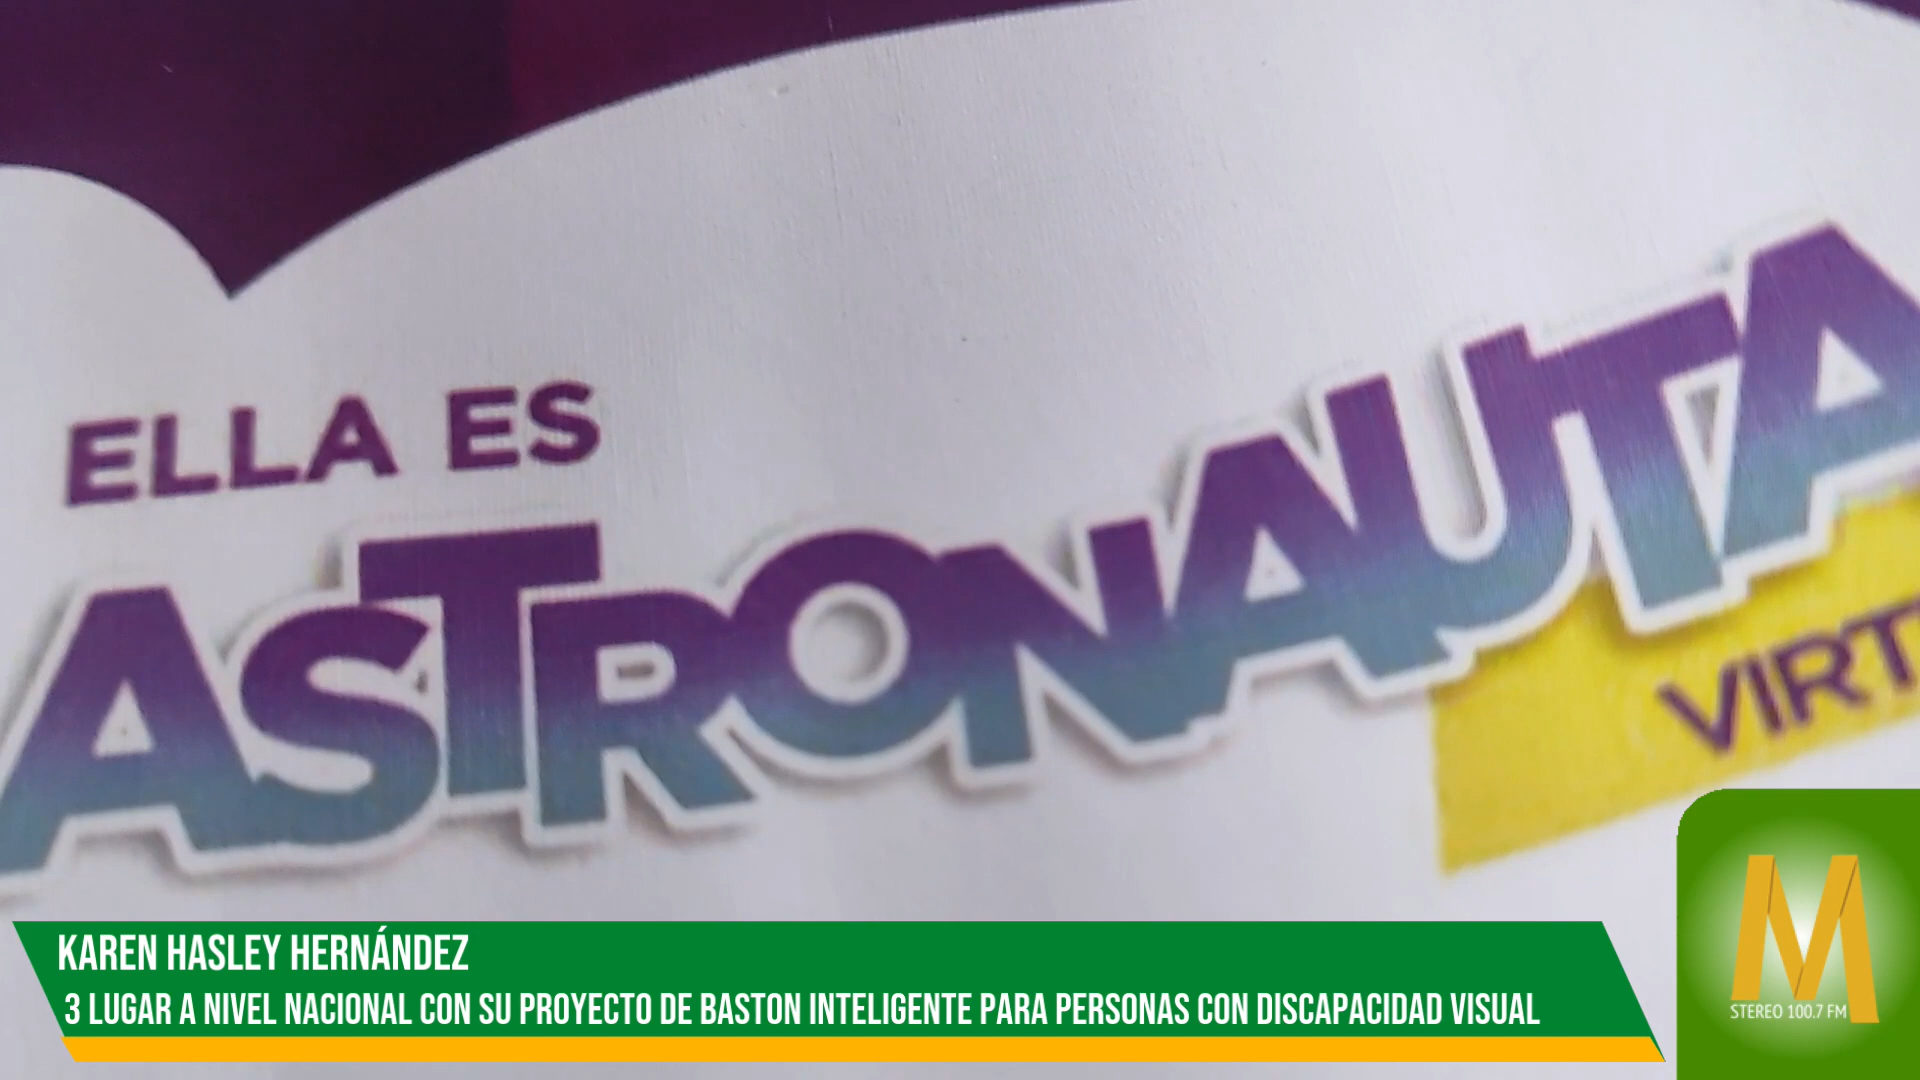 ELLA ES
ASTRONAUTA
VIRT
KAREN HASLEY HERNÁNDEZ
3 LUGAR A NIVEL NACIONAL CON SU PROYECTO DE BASTON INTELIGENTE PARA PERSONAS CON DISCAPACIDAD VISUAL
M
STEREO 100.7 FM